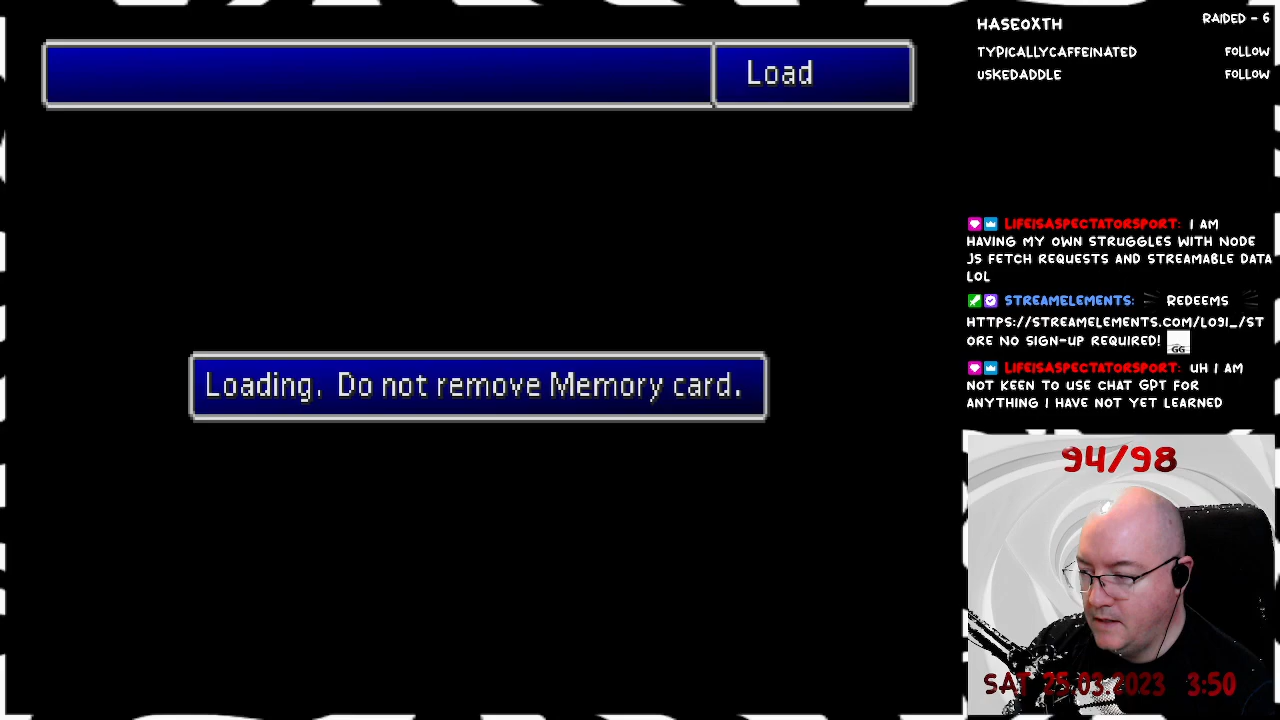 Load
Loading. Do not remove Memory card.
HASEOXTH RAIDED - 6
TYPICALLYCAFFEINATED FOLLOW
USKEDADDLE FOLLOW
LIFEISASPECTATORSPORT: I AM
HAVING MY OWN STRUGGLES WITH NODE
JS FETCH REQUESTS AND STREAMABLE DATA
LOL
STREAMELEMENTS: REDEEMS
HTTPS://STREAMELEMENTS.COM/LO9I_/ST
ORE NO SIGN-UP REQUIRED! GG
LIFEISASPECTATORSPORT: UH I AM
NOT KEEN TO USE CHAT GPT FOR
ANYTHING I HAVE NOT YET LEARNED
94/98
SAT 25.03.2023 3:50